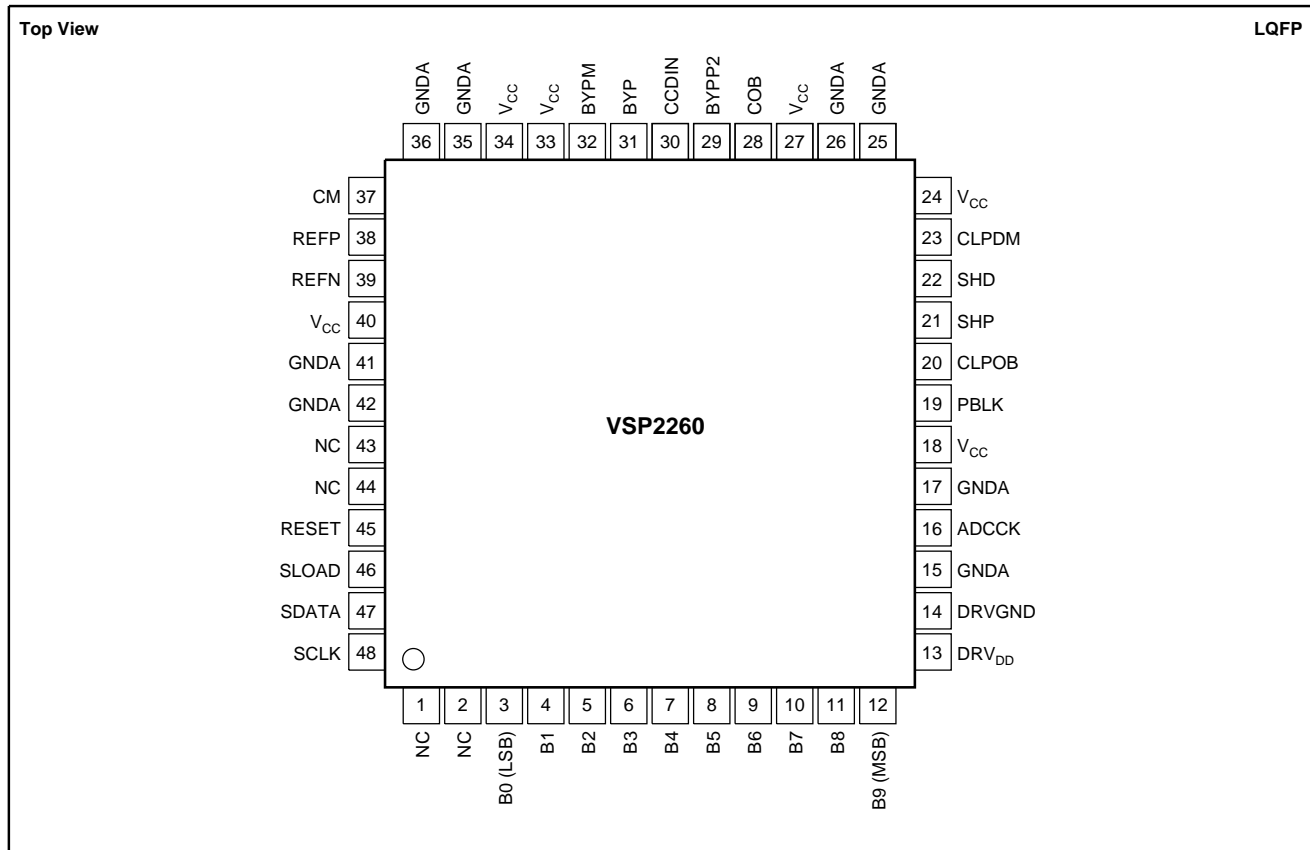 Top View LQFP
GNDA GNDA VCC VCC BYPM BYP CCDIN BYPP2 COB VCC GNDA GNDA
36 35 34 33 32 31 30 29 28 27 26 25
CM 37 24 VCC
REFP 38 23 CLPDM
REFN 39 22 SHD
VCC 40 21 SHP
GNDA 41 20 CLPOB
GNDA 42 19 PBLK
VSP2260
NC 43 18 VCC
NC 44 17 GNDA
RESET 45 16 ADCCK
SLOAD 46 15 GNDA
SDATA 47 14 DRVGND
SCLK 48 13 DRVDD
1 2 3 4 5 6 7 8 9 10 11 12
NC NC B0 (LSB) B1 B2 B3 B4 B5 B6 B7 B8 B9 (MSB)